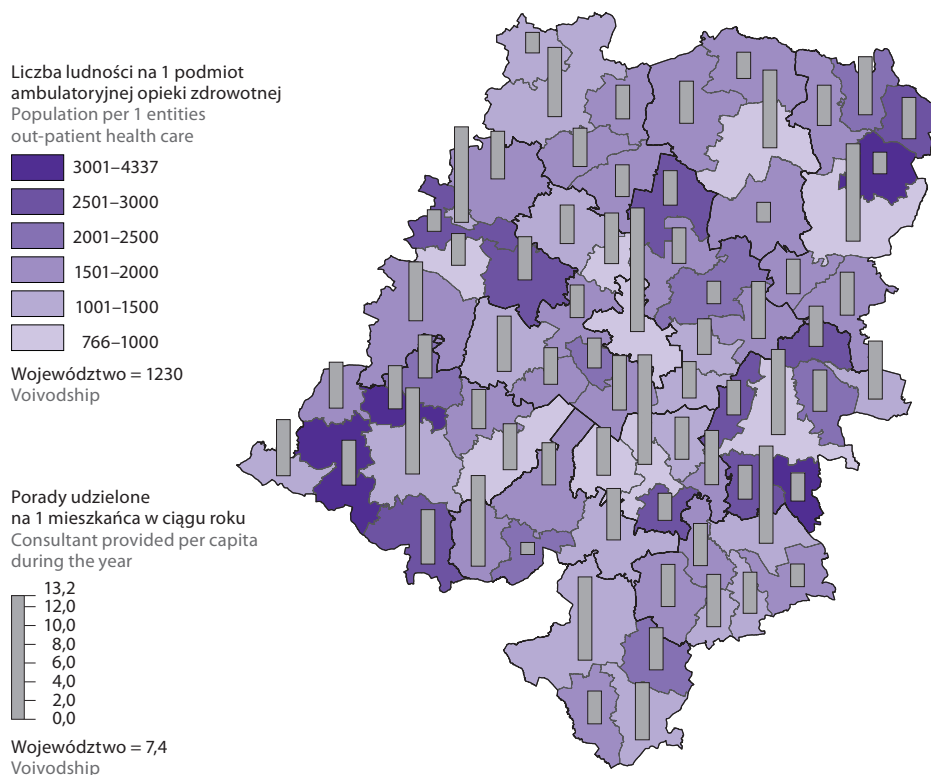 Liczba ludności na 1 podmiot
ambulatoryjnej opieki zdrowotnej
Population per 1 entities
out-patient health care
3001–4337
2501–3000
2001–2500
1501–2000
1001–1500
766–1000
Województwo = 1230
Voivodship
Porady udzielone
na 1 mieszkańca w ciągu roku
Consultant provided per capita
during the year
13,2
12,0
10,0
8,0
6,0
4,0
2,0
0,0
Województwo = 7,4
Voivodship